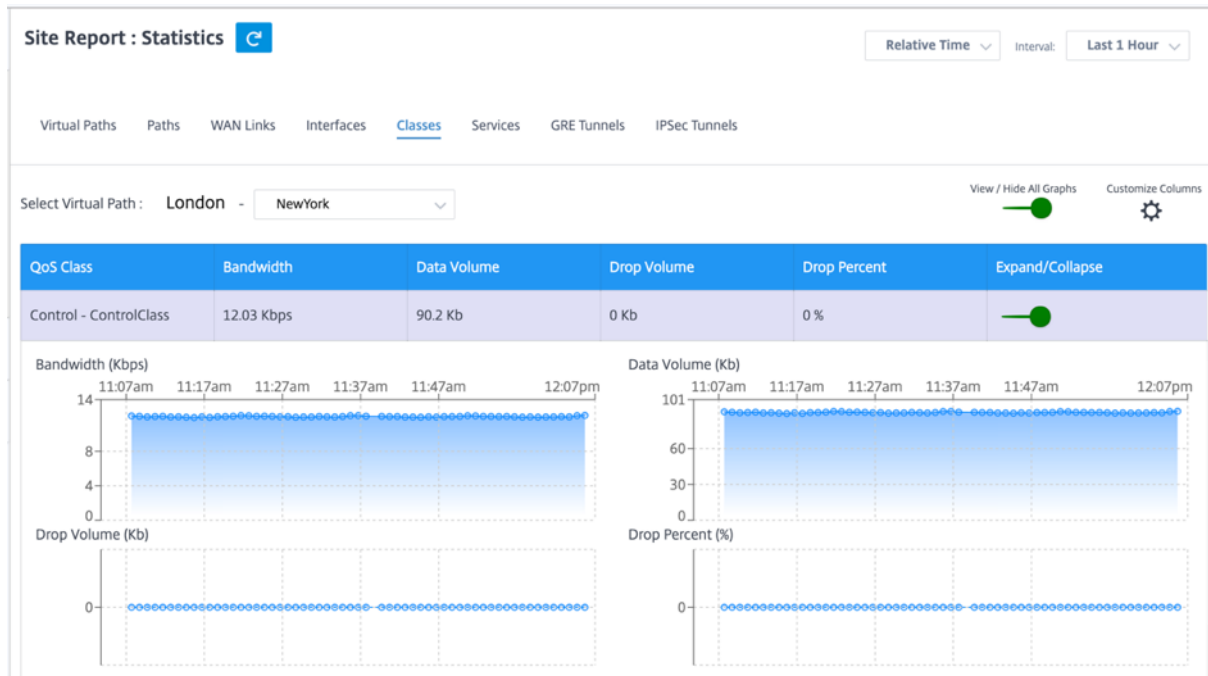 Site Report : Statistics
Relative Time Interval: Last 1 Hour
Virtual Paths Paths WAN Links Interfaces Classes Services GRE Tunnels IPSec Tunnels
View / Hide All Graphs Customize Columns
Select Virtual Path : London - NewYork
QoS Class Bandwidth Data Volume Drop Volume Drop Percent Expand/Collapse
Control - ControlClass 12.03 Kbps 90.2 Kb 0 Kb 0 %
Bandwidth (Kbps)
11:07am 11:17am 11:27am 11:37am 11:47am 12:07pm
14
8
4
0
Data Volume (Kb)
11:07am 11:17am 11:27am 11:37am 11:47am 12:07pm
101
60
30
0
Drop Volume (Kb)
0
Drop Percent (%)
0